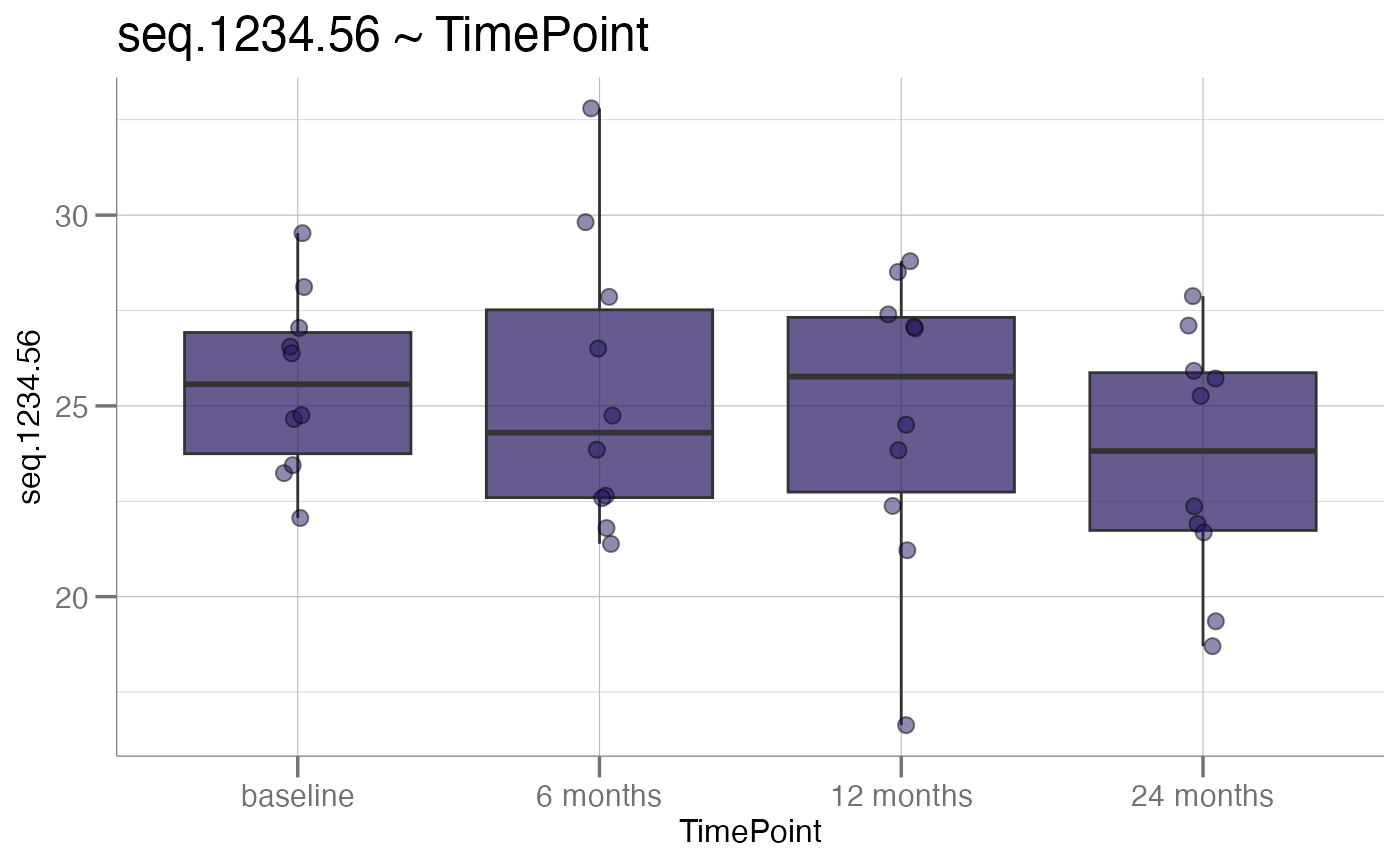 seq.1234.56 ~ TimePoint
seq.1234.56
30
25
20
baseline 6 months 12 months 24 months
TimePoint